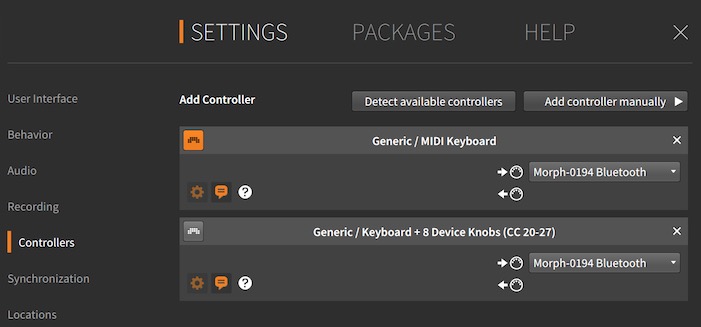 SETTINGS PACKAGES HELP
User Interface
Behavior
Audio
Recording
Controllers
Synchronization
Locations
Add Controller Detect available controllers Add controller manually
Generic / MIDI Keyboard
Morph-0194 Bluetooth
?
Generic / Keyboard + 8 Device Knobs (CC 20-27)
Morph-0194 Bluetooth
?